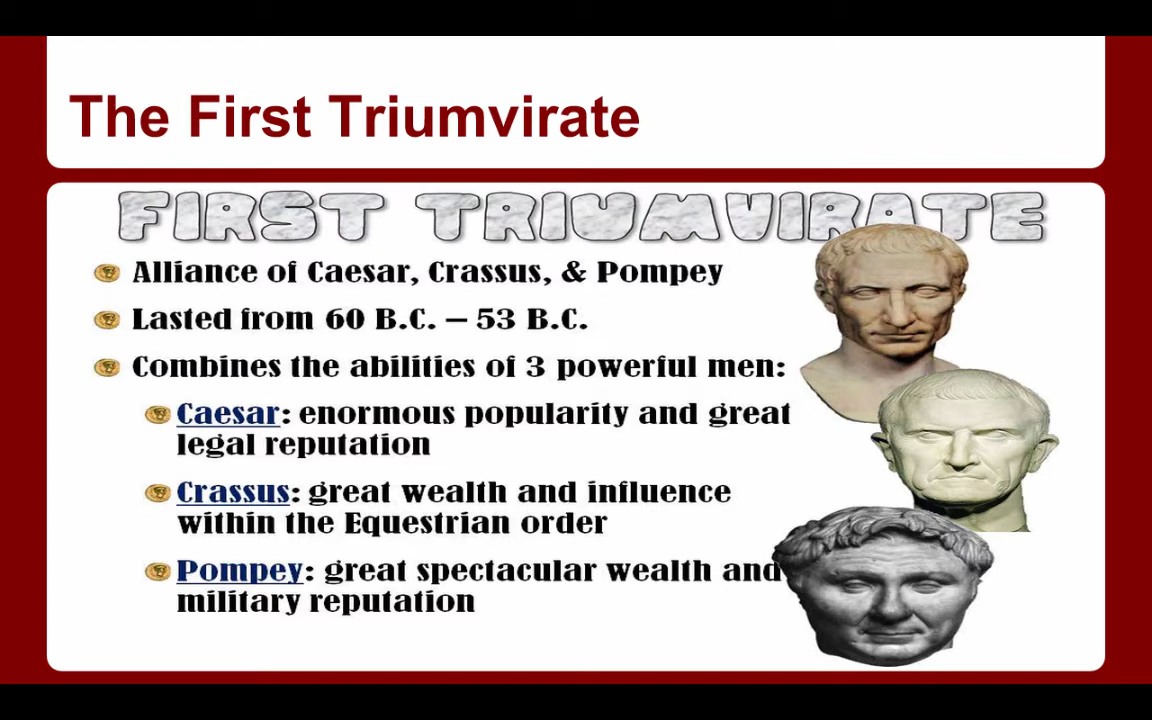 The First Triumvirate
FIRST TRIUMVIRATE
Alliance of Caesar, Crassus, & Pompey
Lasted from 60 B.C. – 53 B.C.
Combines the abilities of 3 powerful men:
Caesar: enormous popularity and great
legal reputation
Crassus: great wealth and influence
within the Equestrian order
Pompey: great spectacular wealth and
military reputation